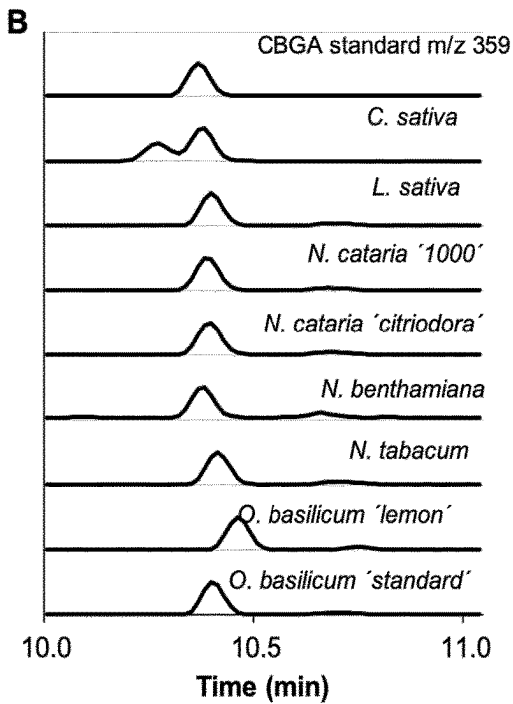 B
CBGA standard m/z 359
C. sativa
L. sativa
N. cataria ´1000´
N. cataria ´citriodora´
N. benthamiana
N. tabacum
O. basilicum ´lemon´
O. basilicum ´standard´
10.0 10.5 11.0
Time (min)